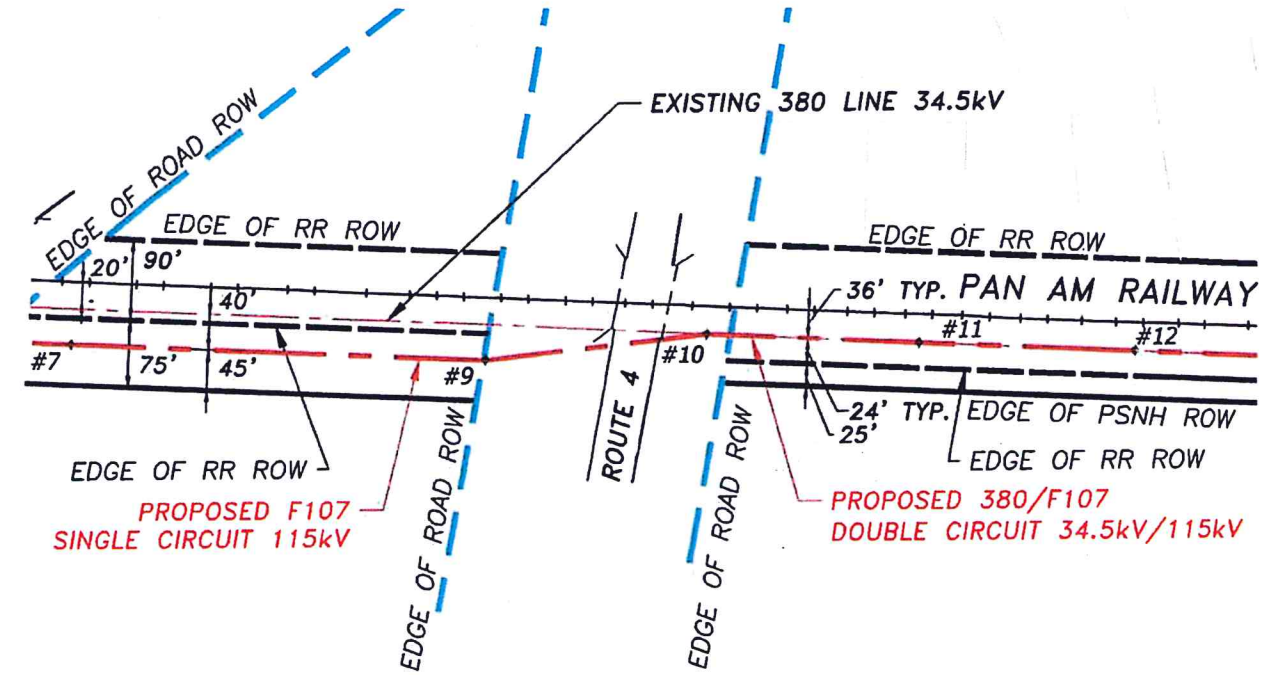 EXISTING 380 LINE 34.5kV
EDGE OF ROAD ROW
EDGE OF RR ROW
EDGE OF RR ROW
20'
90'
40'
36' TYP.
PAN AM RAILWAY
#7
75'
45'
#9
#10
#11
#12
ROUTE 4
24' TYP.
25'
EDGE OF PSNH ROW
EDGE OF RR ROW
EDGE OF RR ROW
PROPOSED F107
SINGLE CIRCUIT 115kV
EDGE OF ROAD ROW
EDGE OF ROAD ROW
PROPOSED 380/F107
DOUBLE CIRCUIT 34.5kV/115kV